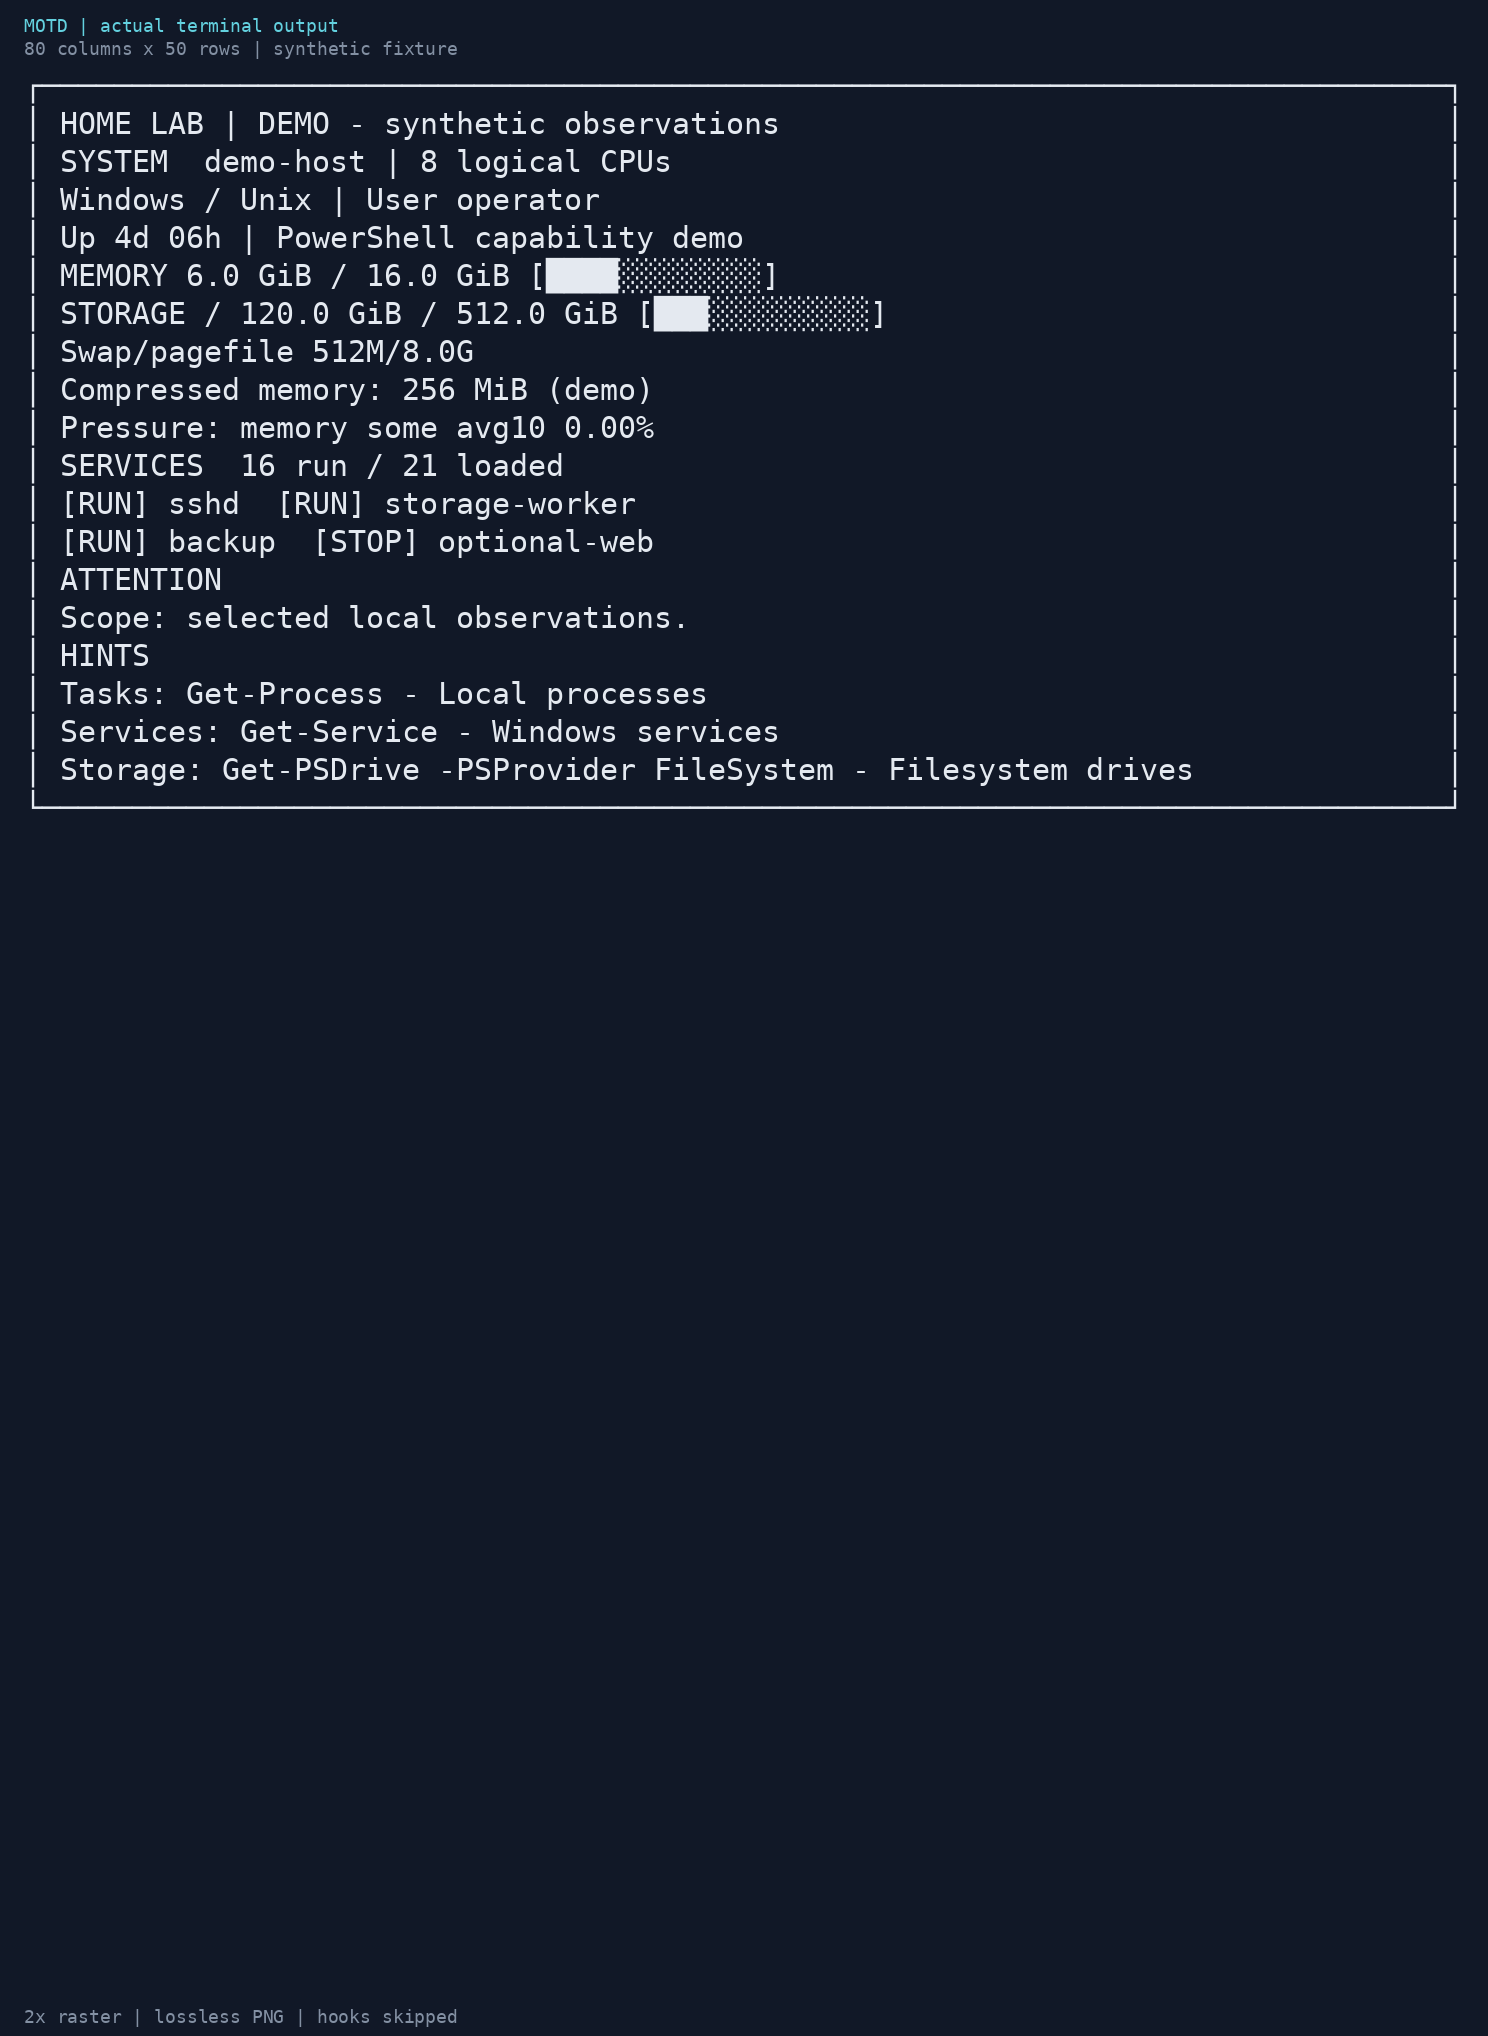 MOTD | actual terminal output
80 columns x 50 rows | synthetic fixture
HOME LAB | DEMO - synthetic observations
SYSTEM  demo-host | 8 logical CPUs
Windows / Unix | User operator
Up 4d 06h | PowerShell capability demo
MEMORY 6.0 GiB / 16.0 GiB [████░░░░░░░░]
STORAGE / 120.0 GiB / 512.0 GiB [███░░░░░░░░░]
Swap/pagefile 512M/8.0G
Compressed memory: 256 MiB (demo)
Pressure: memory some avg10 0.00%
SERVICES  16 run / 21 loaded
[RUN] sshd  [RUN] storage-worker
[RUN] backup  [STOP] optional-web
ATTENTION
Scope: selected local observations.
HINTS
Tasks: Get-Process - Local processes
Services: Get-Service - Windows services
Storage: Get-PSDrive -PSProvider FileSystem - Filesystem drives
2x raster | lossless PNG | hooks skipped